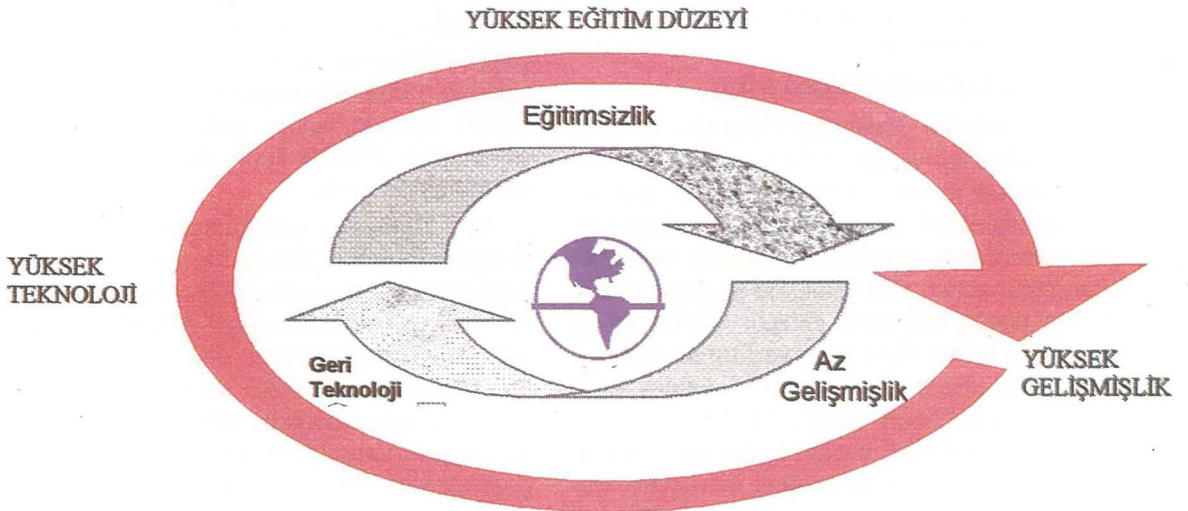 YÜKSEK EĞİTİM DÜZEYİ
Eğitimsizlik
YÜKSEK
TEKNOLOJİ
Geri
Teknoloji
Az
Gelişmişlik
YÜKSEK
GELİŞMİŞLİK